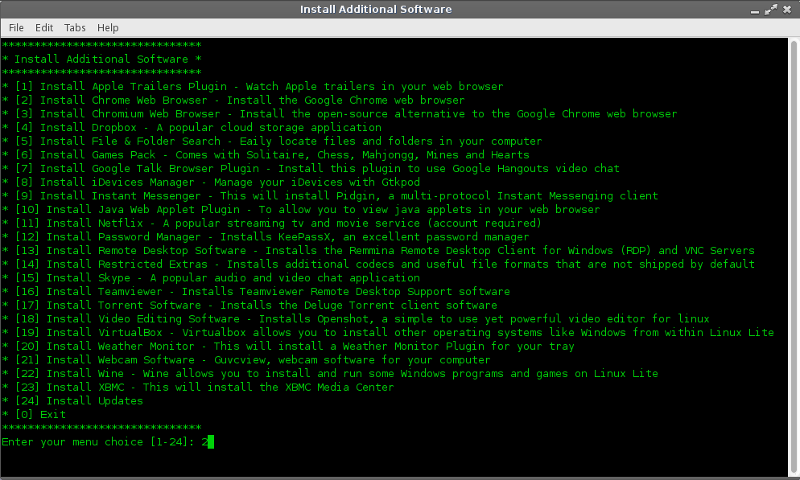 Install Additional Software
File Edit Tabs Help
*******************************
* Install Additional Software *
*******************************
* [1] Install Apple Trailers Plugin - Watch Apple trailers in your web browser
* [2] Install Chrome Web Browser - Install the Google Chrome web browser
* [3] Install Chromium Web Browser - Install the open-source alternative to the Google Chrome web browser
* [4] Install Dropbox - A popular cloud storage application
* [5] Install File & Folder Search - Eaily locate files and folders in your computer
* [6] Install Games Pack - Comes with Solitaire, Chess, Mahjongg, Mines and Hearts
* [7] Install Google Talk Browser Plugin - Install this plugin to use Google Hangouts video chat
* [8] Install iDevices Manager - Manage your iDevices with Gtkpod
* [9] Install Instant Messenger - This will install Pidgin, a multi-protocol Instant Messenging client
* [10] Install Java Web Applet Plugin - To allow you to view java applets in your web browser
* [11] Install Netflix - A popular streaming tv and movie service (account required)
* [12] Install Password Manager - Installs KeePassX, an excellent password manager
* [13] Install Remote Desktop Software - Installs the Remmina Remote Desktop Client for Windows (RDP) and VNC Servers
* [14] Install Restricted Extras - Installs additional codecs and useful file formats that are not shipped by default
* [15] Install Skype - A popular audio and video chat application
* [16] Install Teamviewer - Installs Teamviewer Remote Desktop Support software
* [17] Install Torrent Software - Installs the Deluge Torrent client software
* [18] Install Video Editing Software - Installs Openshot, a simple to use yet powerful video editor for linux
* [19] Install VirtualBox - Virtualbox allows you to install other operating systems like Windows from within Linux Lite
* [20] Install Weather Monitor - This will install a Weather Monitor Plugin for your tray
* [21] Install Webcam Software - Guvcview, webcam software for your computer
* [22] Install Wine - Wine allows you to install and run some Windows programs and games on Linux Lite
* [23] Install XBMC - This will install the XBMC Media Center
* [24] Install Updates
* [0] Exit
*******************************
Enter your menu choice [1-24]: 2